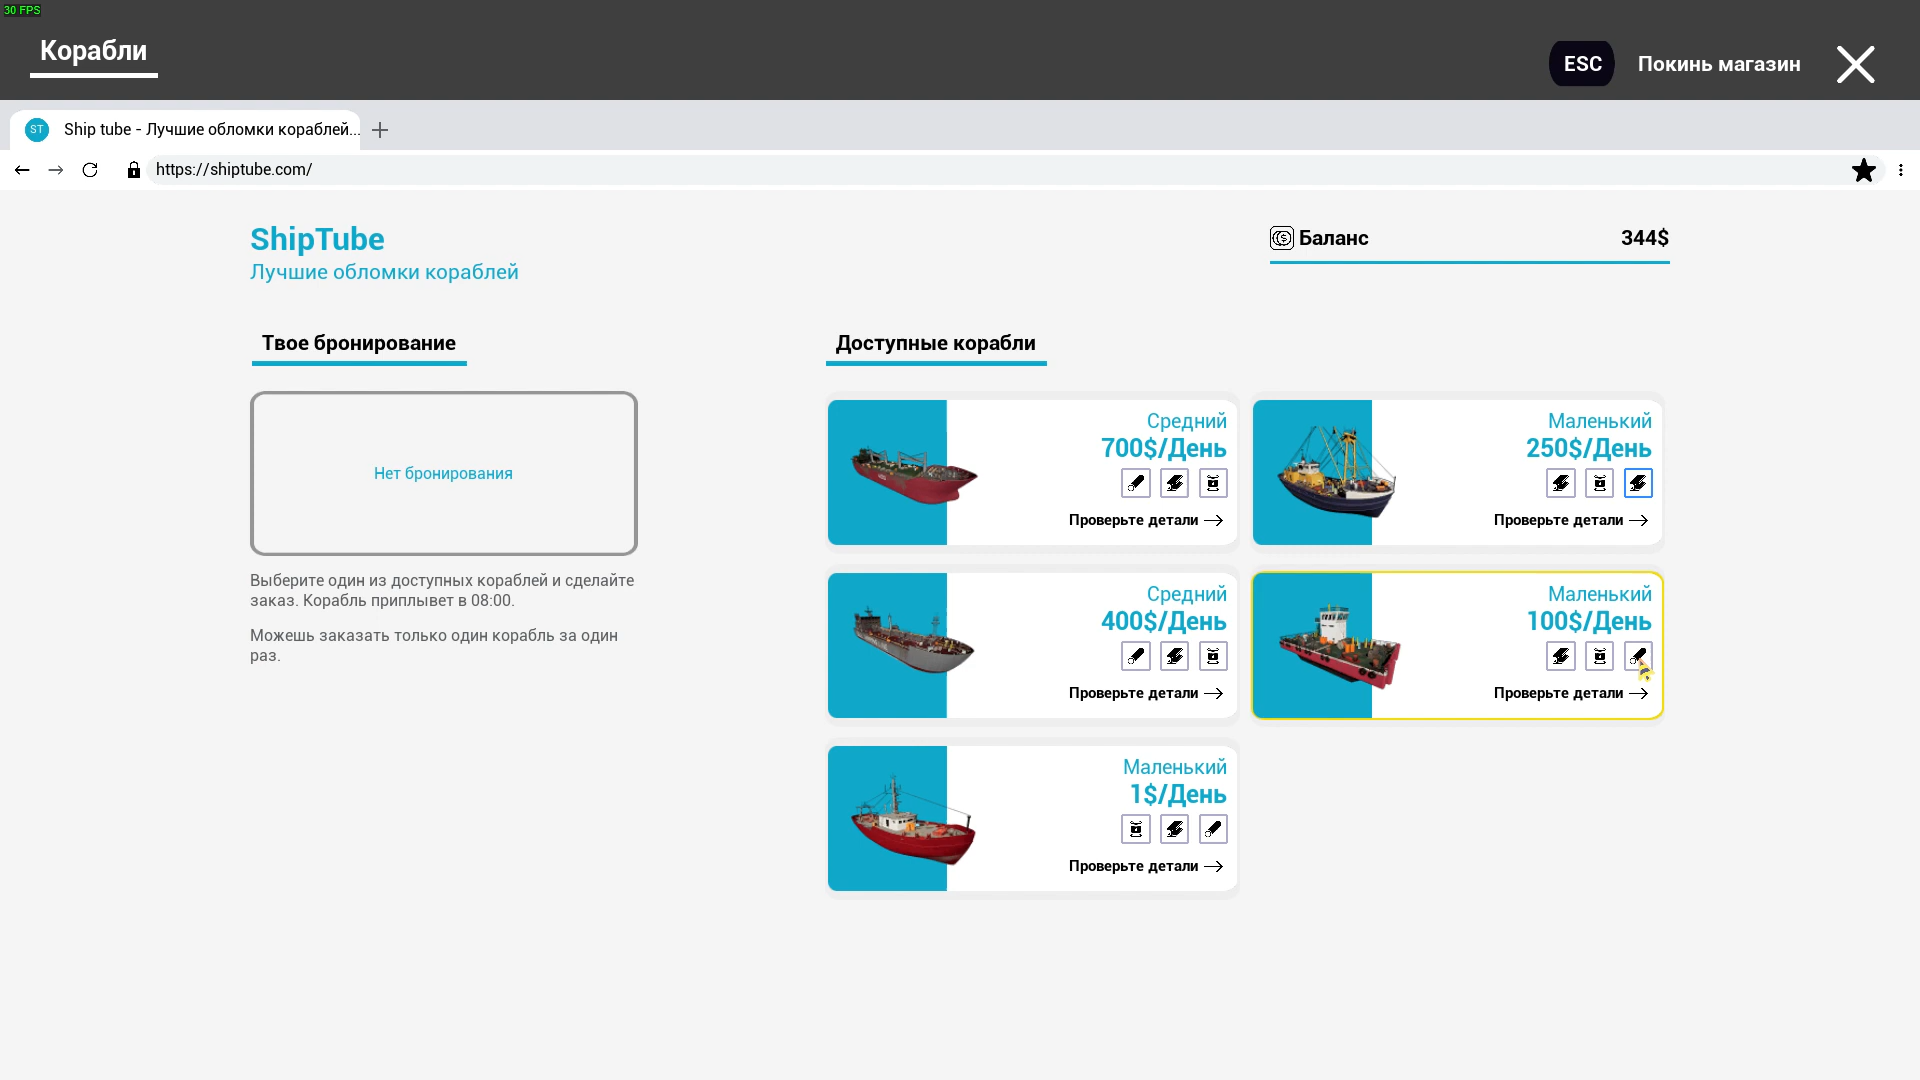 30 FPS
Корабли
ESC
Покинь магазин
ST
Ship tube - Лучшие обломки кораблей...
https://shiptube.com/
ShipTube
Лучшие обломки кораблей
Баланс
344$
Твое бронирование
Нет бронирования
Выберите один из доступных кораблей и сделайте
заказ. Корабль приплывет в 08:00.
Можешь заказать только один корабль за один
раз.
Доступные корабли
Средний
700$/День
Проверьте детали
Маленький
250$/День
Проверьте детали
Средний
400$/День
Проверьте детали
Маленький
100$/День
Проверьте детали
Маленький
1$/День
Проверьте детали